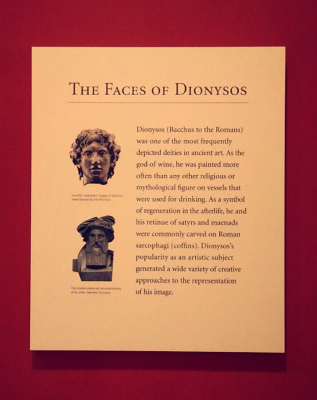 THE FACES OF DIONYSOS
Dionysos (Bacchus to the Romans)
was one of the most frequently
depicted deities in ancient art. As the
god of wine, he was painted more
often than any other religious or
mythological figure on vessels that
were used for drinking. As a symbol
of regeneration in the afterlife, he and
his retinue of satyrs and maenads
were commonly carved on Roman
sarcophagi (coffins). Dionysos's
popularity as an artistic subject
generated a wide variety of creative
approaches to the representation
of his image.